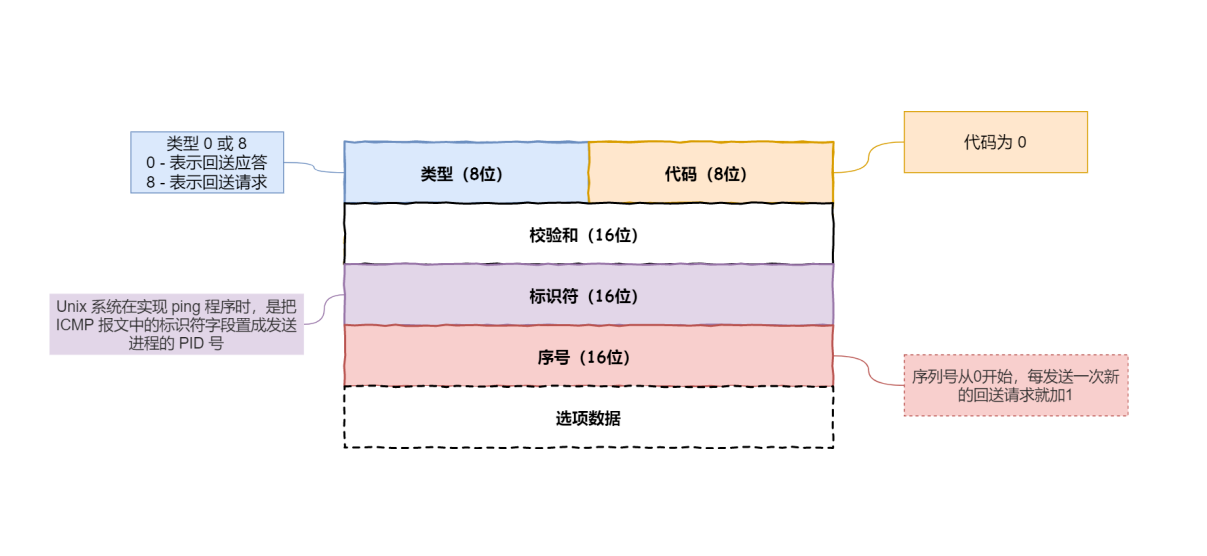 类型 0 或 8
0 - 表示回送应答
8 - 表示回送请求
类型（8位）
代码（8位）
代码为 0
校验和（16位）
标识符（16位）
Unix 系统在实现 ping 程序时，是把
ICMP 报文中的标识符字段置成发送
进程的 PID 号
序号（16位）
序列号从0开始，每发送一次新
的回送请求就加1
选项数据